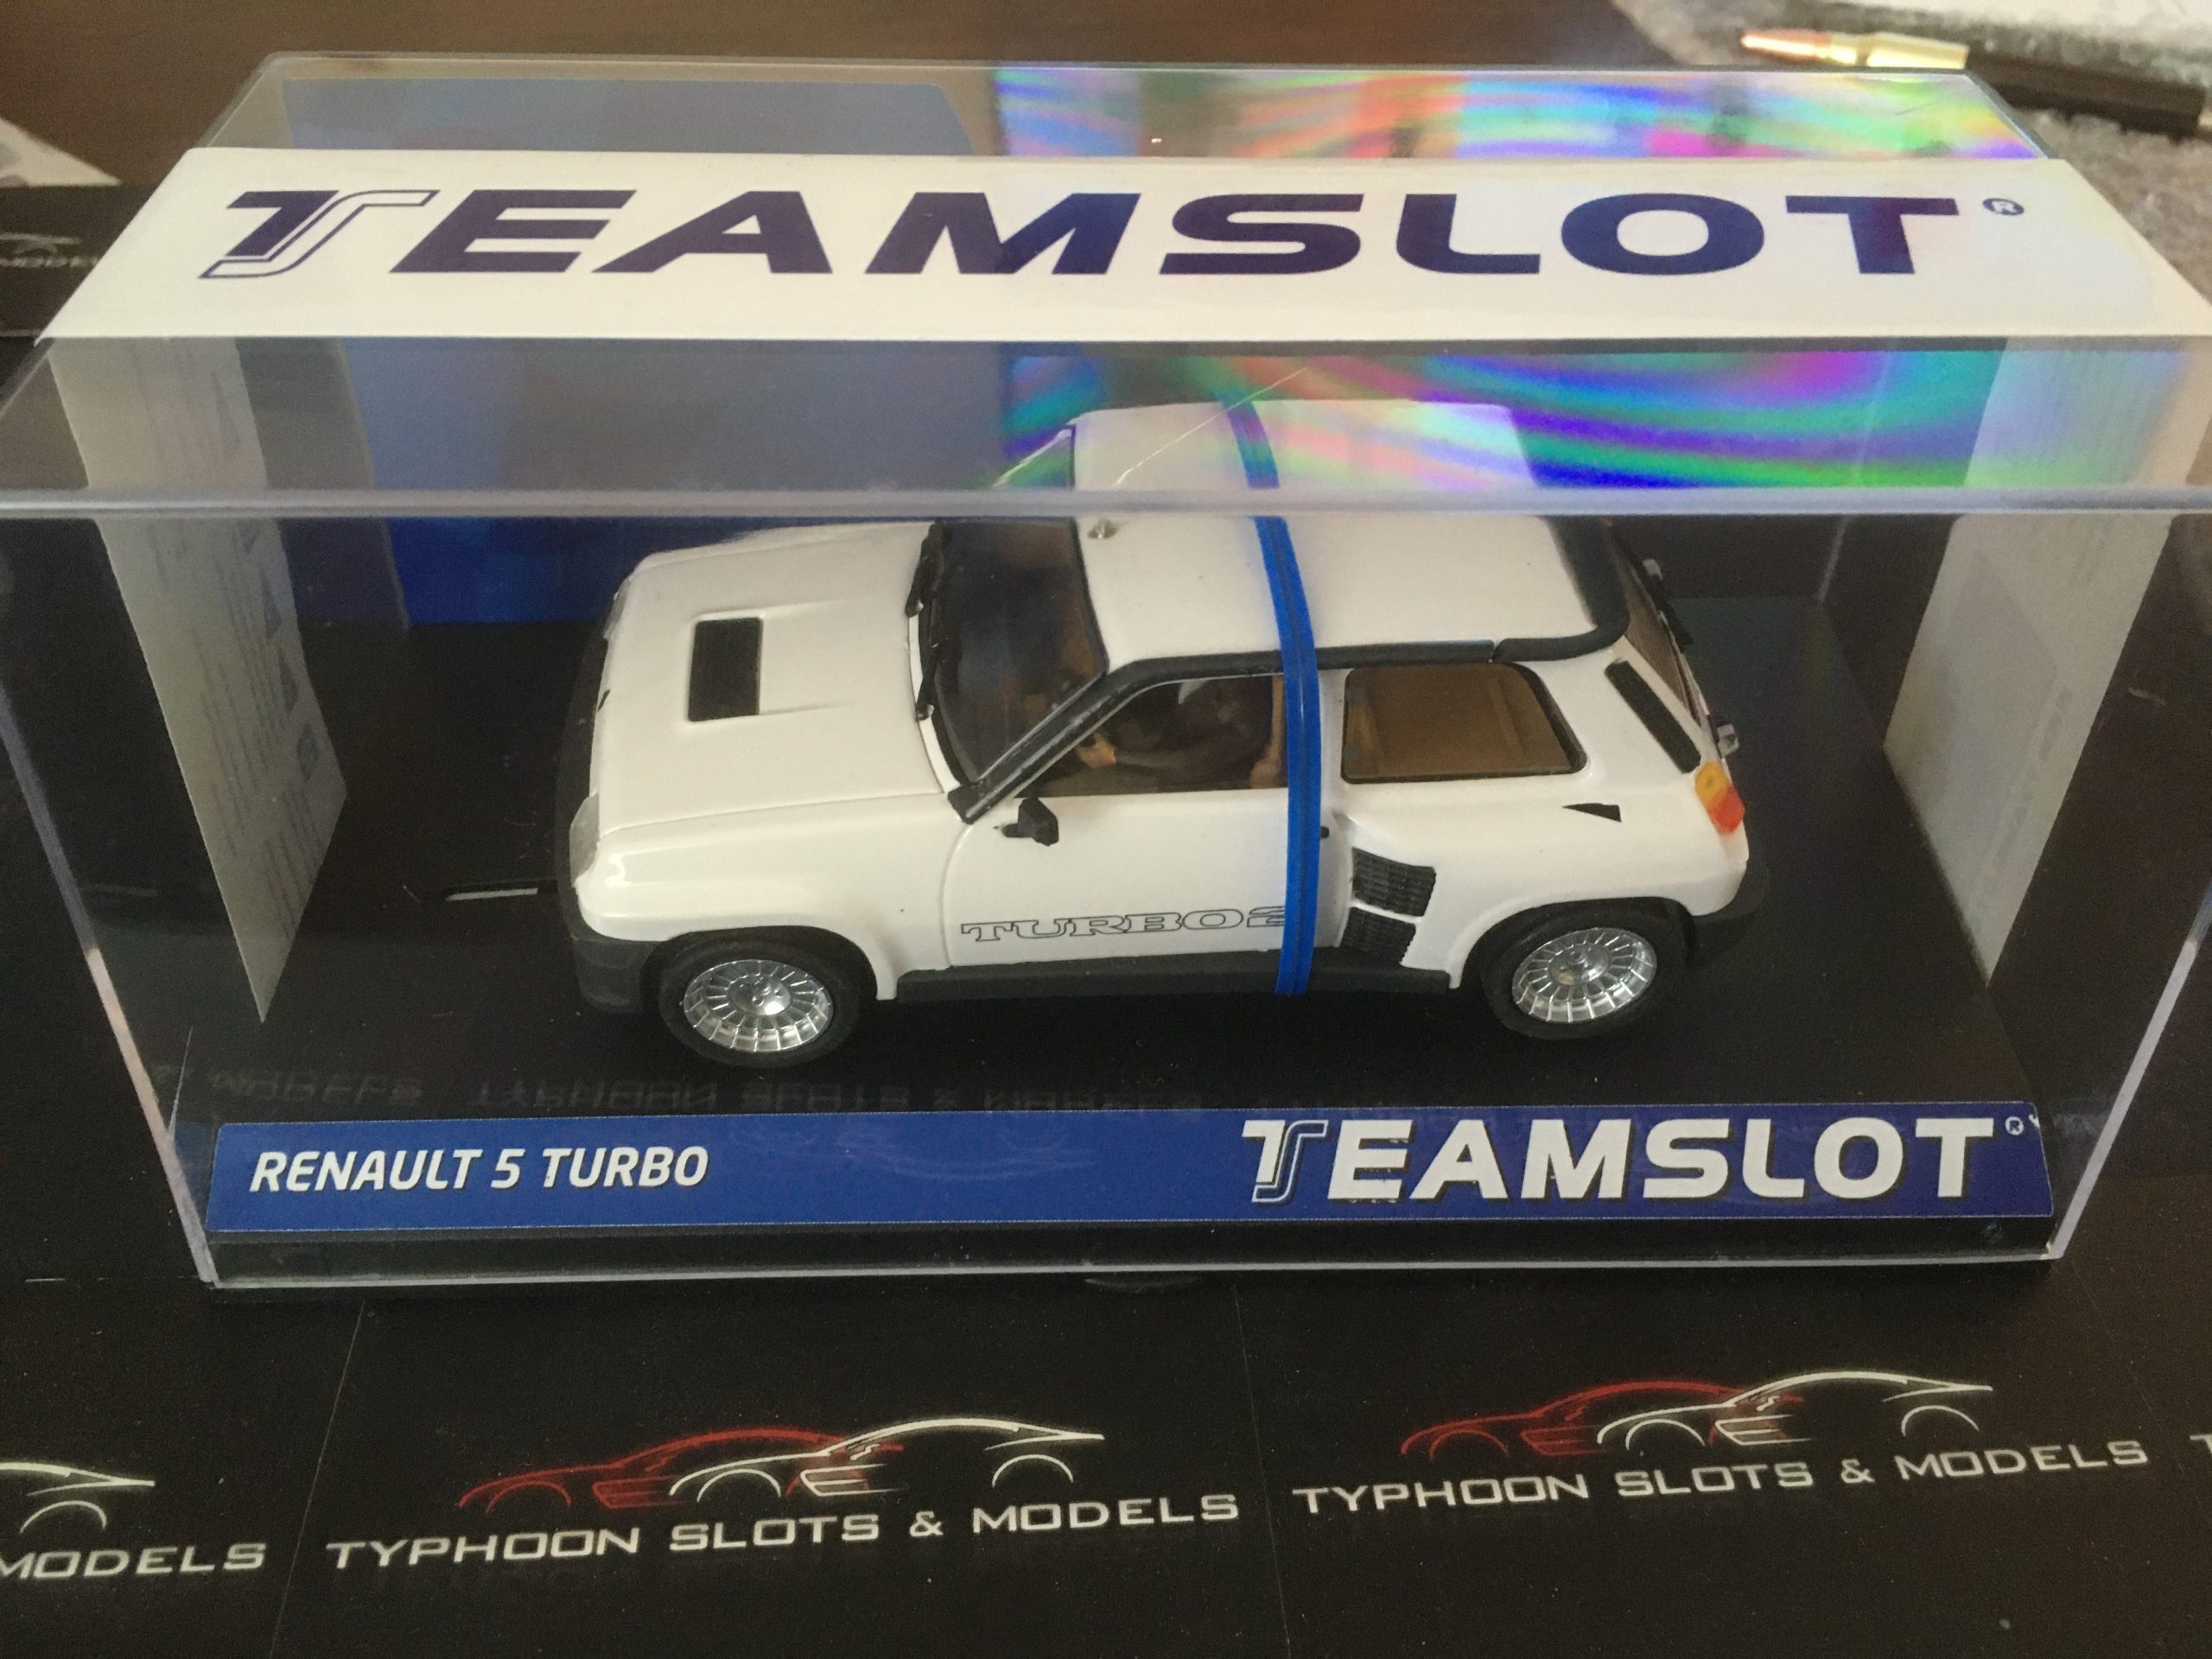 TEAMSLOT®
TURBO2
RENAULT 5 TURBO
TEAMSLOT®
TYPHOON SLOTS & MODELS
TYPHOON SLOTS & MODELS
MODELS